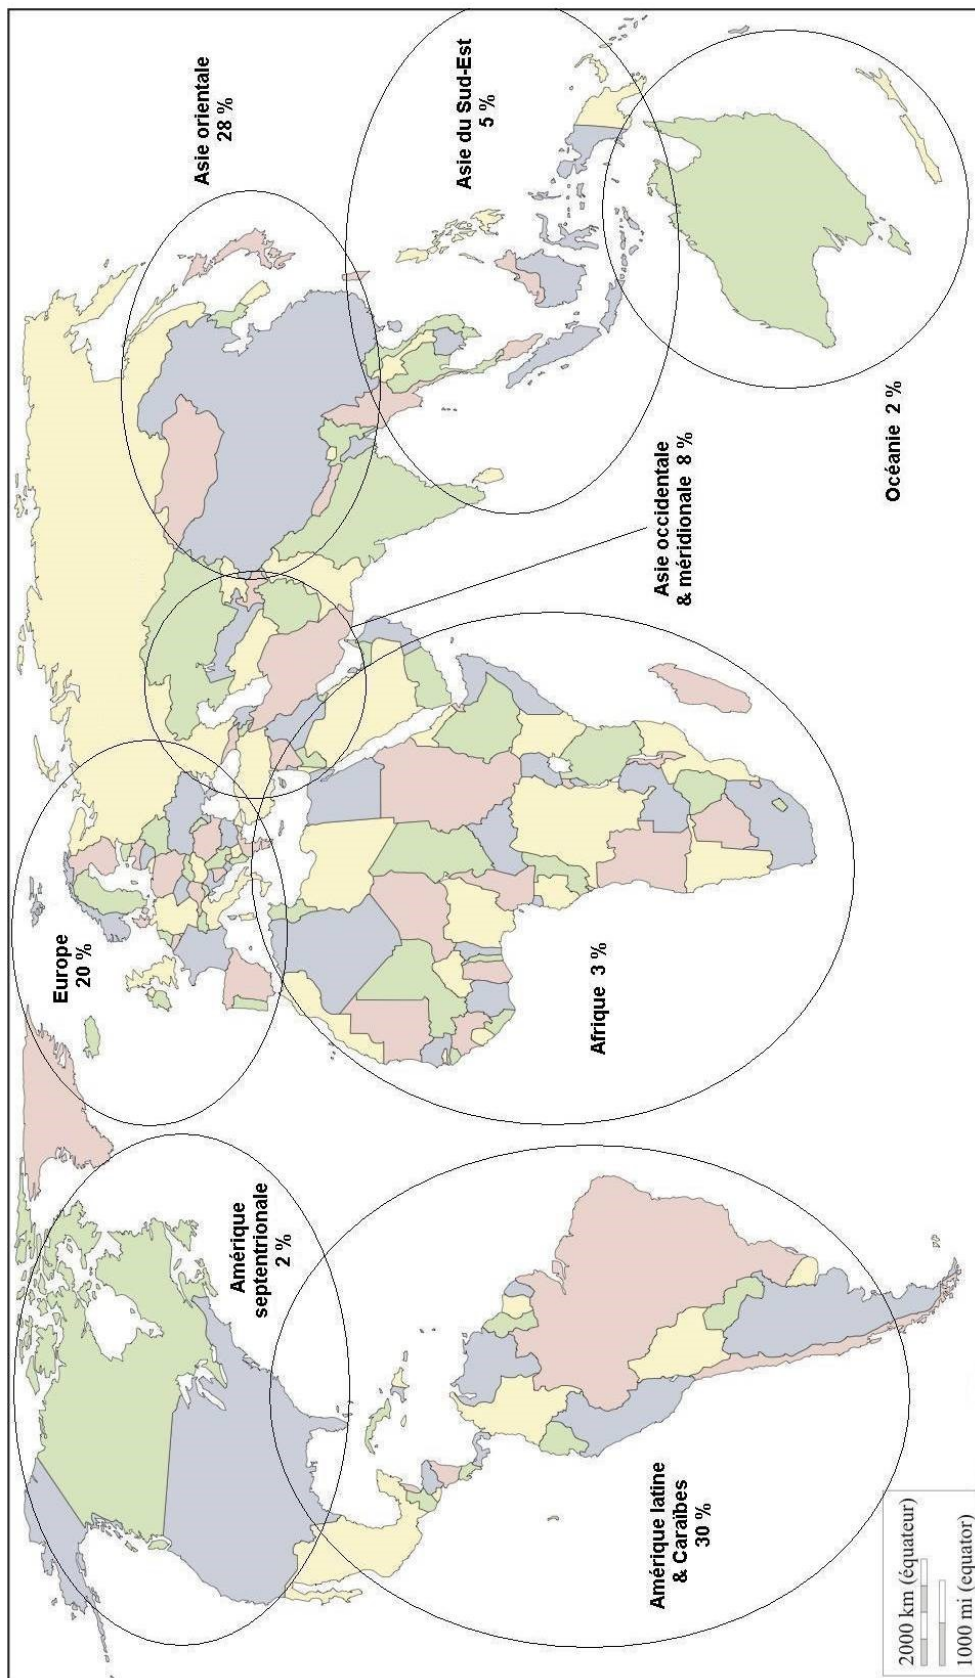 Europe
20 %
Asie orientale
28 %
Amérique
septentrionale
2 %
Asie du Sud-Est
5 %
Asie occidentale
& méridionale 8 %
Amérique latine
& Caraïbes
30 %
Afrique 3 %
Océanie 2 %
2000 km (équateur)
1000 mi (equator)